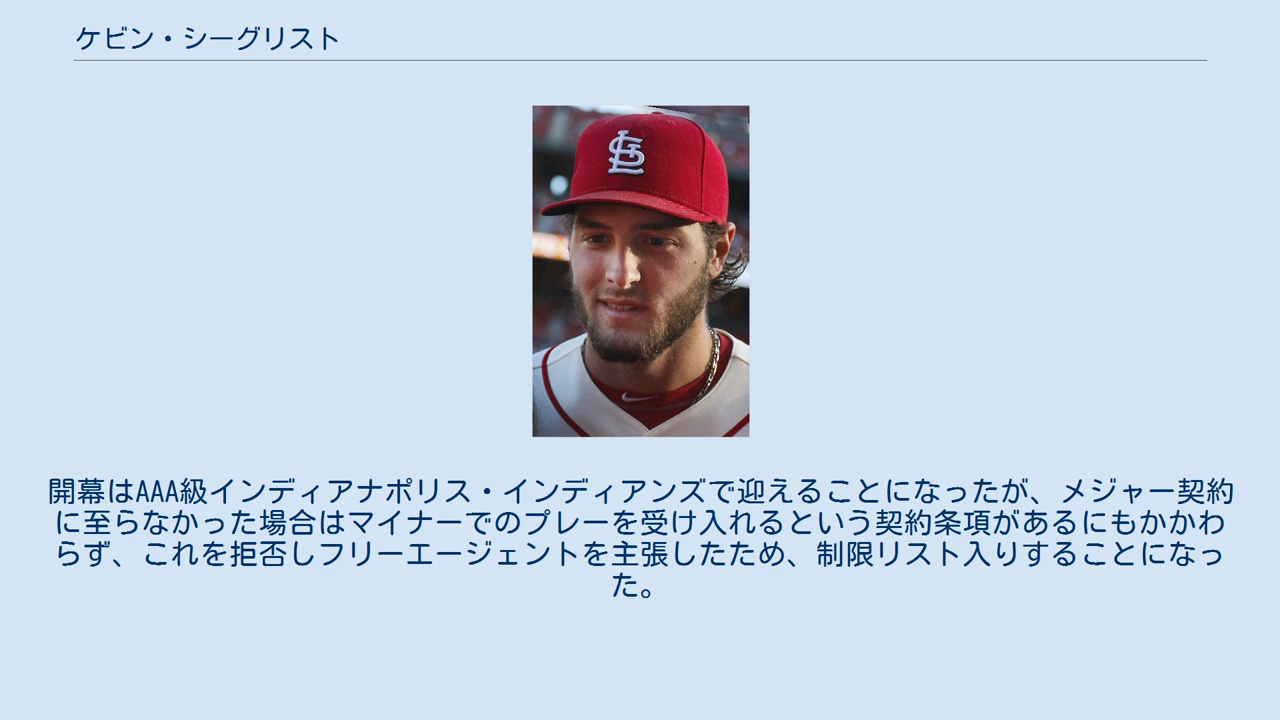 ケビン・シーグリスト
StL
開幕はAAA級インディアナポリス・インディアンズで迎えることになったが、メジャー契約
に至らなかった場合はマイナーでのプレーを受け入れるという契約条項があるにもかかわ
らず、これを拒否しフリーエージェントを主張したため、制限リスト入りすることになっ
た。